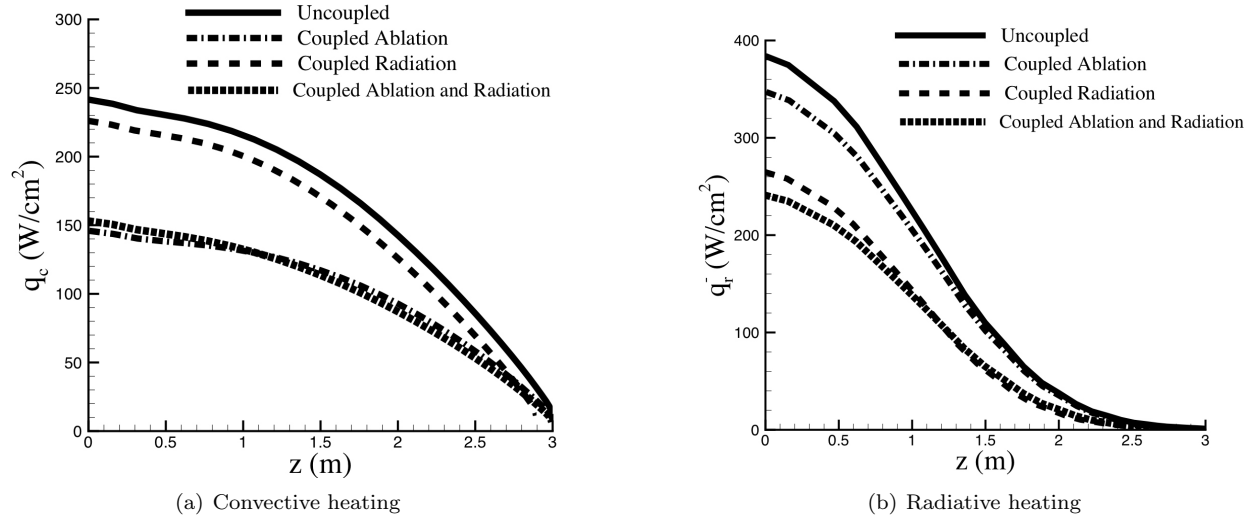 300
250
200
150
100
50
0
q_c (W/cm^2)
Uncoupled
Coupled Ablation
Coupled Radiation
Coupled Ablation and Radiation
0 0.5 1 1.5 2 2.5 3
z (m)
(a) Convective heating
400
300
200
100
0
q_r^- (W/cm^2)
Uncoupled
Coupled Ablation
Coupled Radiation
Coupled Ablation and Radiation
0 0.5 1 1.5 2 2.5 3
z (m)
(b) Radiative heating